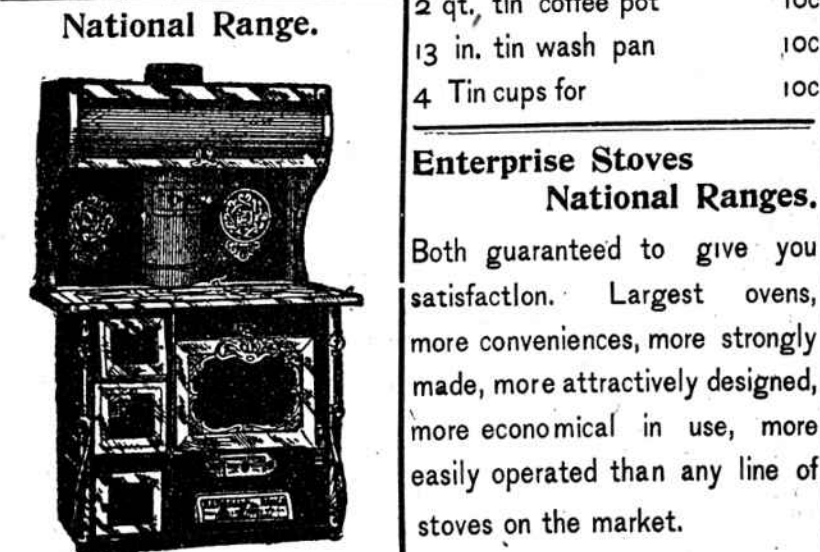 National Range.
2 qt., tin coffee pot 10c
13 in. tin wash pan 10c
4 Tin cups for 10c
Enterprise Stoves
National Ranges.
Both guaranteed to give you
satisfaction. Largest ovens,
more conveniences, more strongly
made, more attractively designed,
more economical in use, more
easily operated than any line of
stoves on the market.